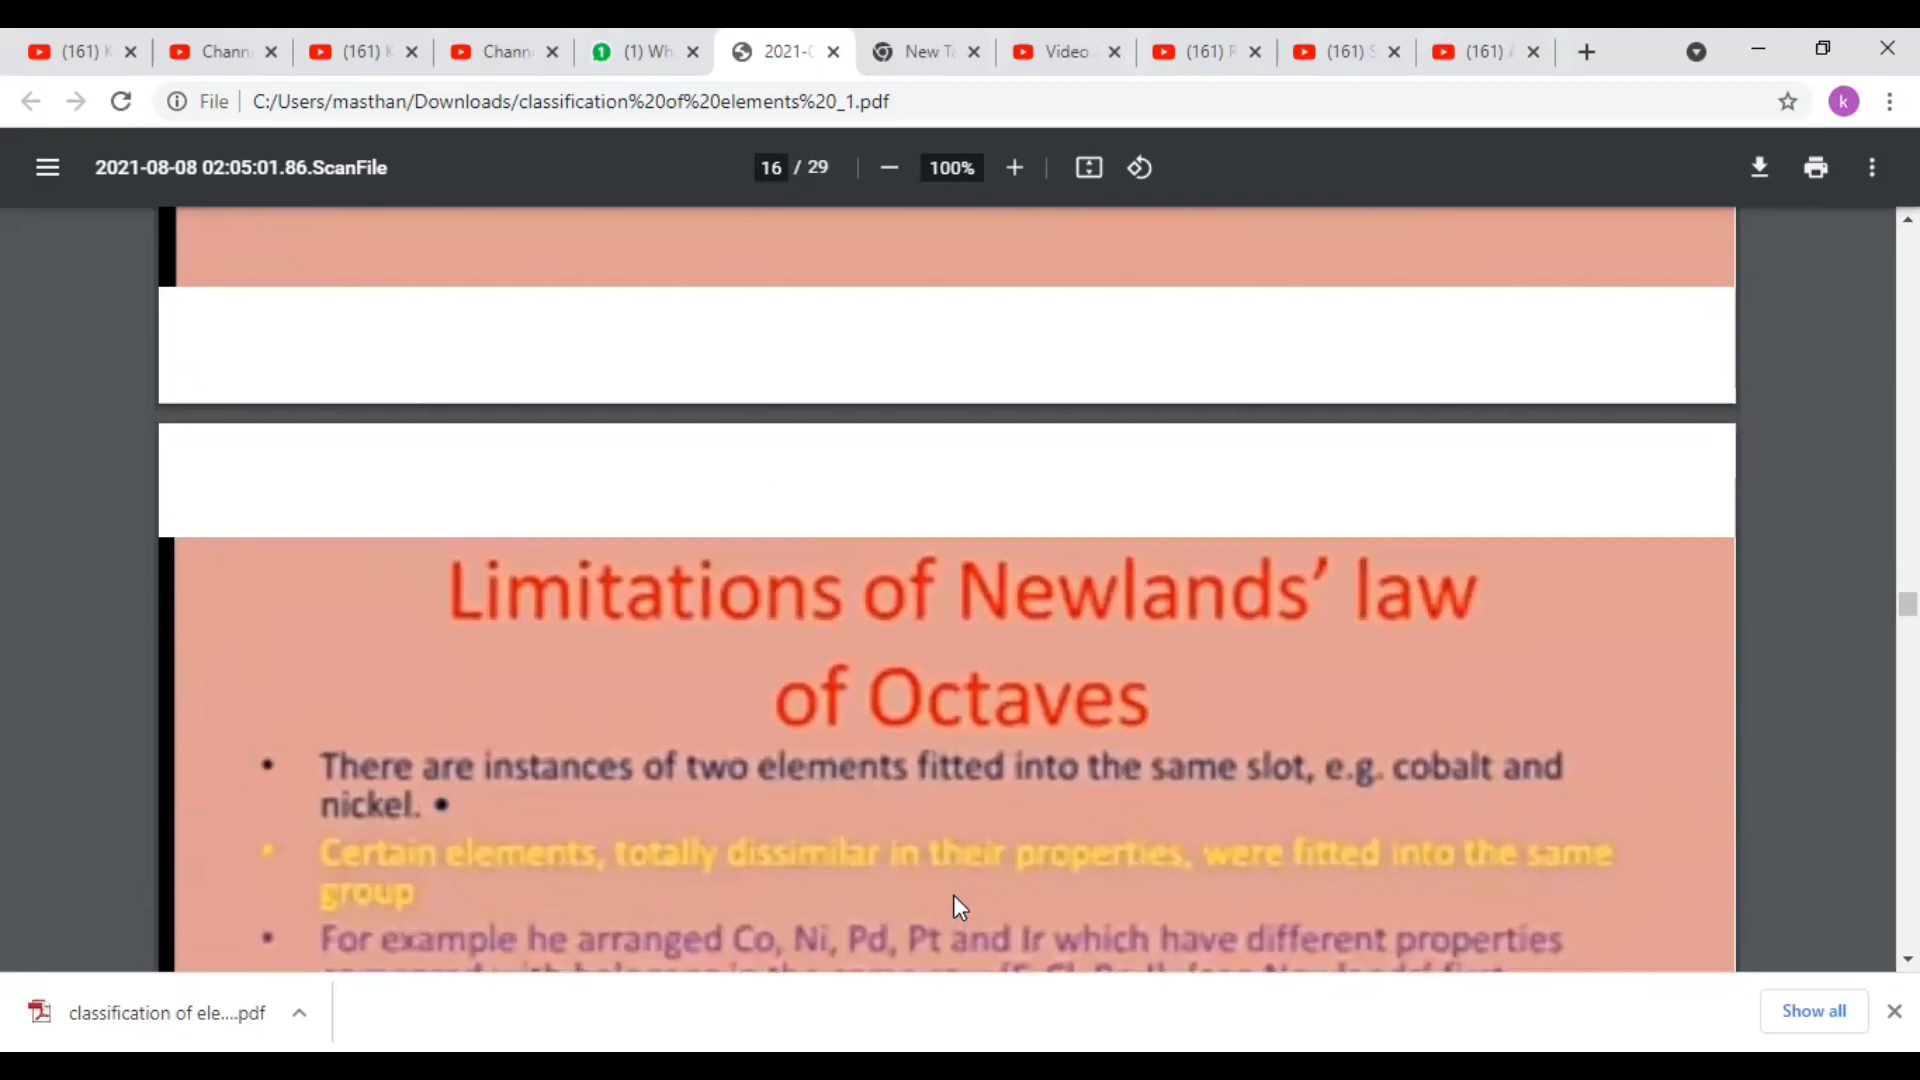 (161) K
Chann
(161) K
Chann
(1) Wh
2021-0
New Ta
Video
(161) F
(161) S
(161) A
File
C:/Users/masthan/Downloads/classification%20of%20elements%20_1.pdf
k
2021-08-08 02:05:01.86.ScanFile
16 / 29
100%
Limitations of Newlands’ law
of Octaves
• There are instances of two elements fitted into the same slot, e.g. cobalt and
nickel. •
• Certain elements, totally dissimilar in their properties, were fitted into the same
group
• For example he arranged Co, Ni, Pd, Pt and Ir which have different properties
classification of ele....pdf
Show all